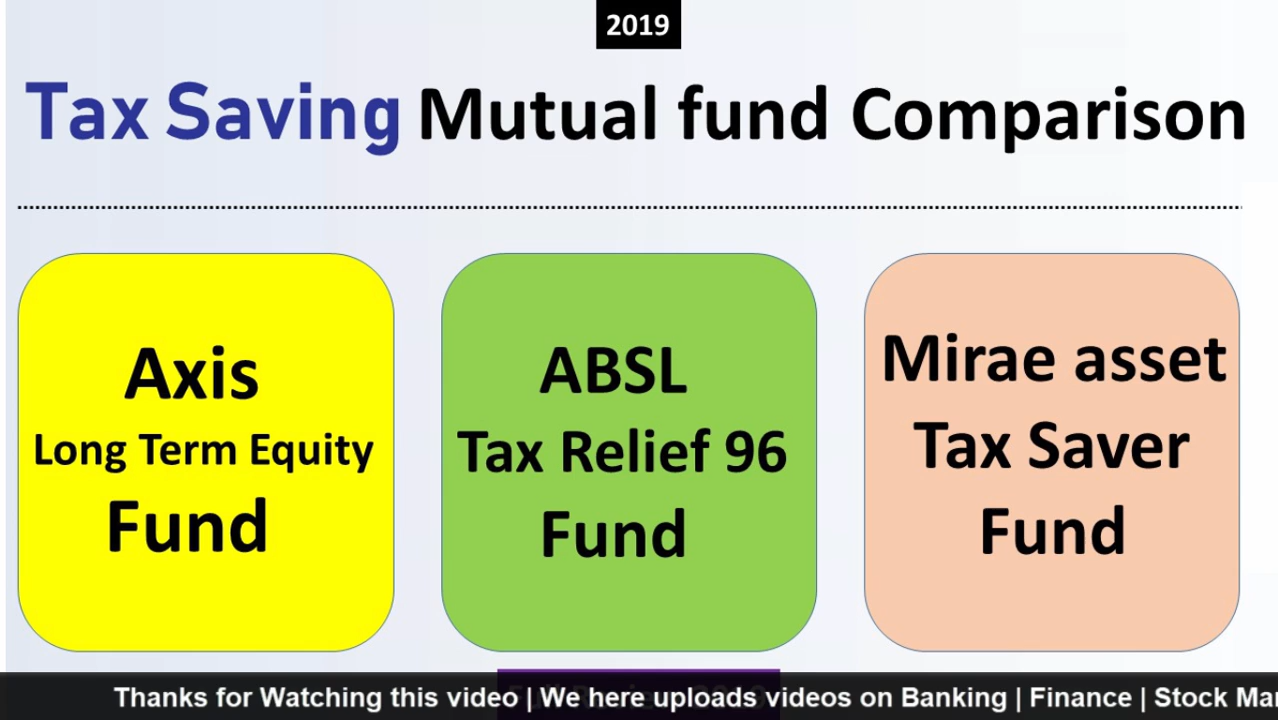 2019
Tax Saving Mutual fund Comparison
Axis
Long Term Equity
Fund
ABSL
Tax Relief 96
Fund
Mirae asset
Tax Saver
Fund
Thanks for Watching this video | We here uploads videos on Banking | Finance | Stock Mar